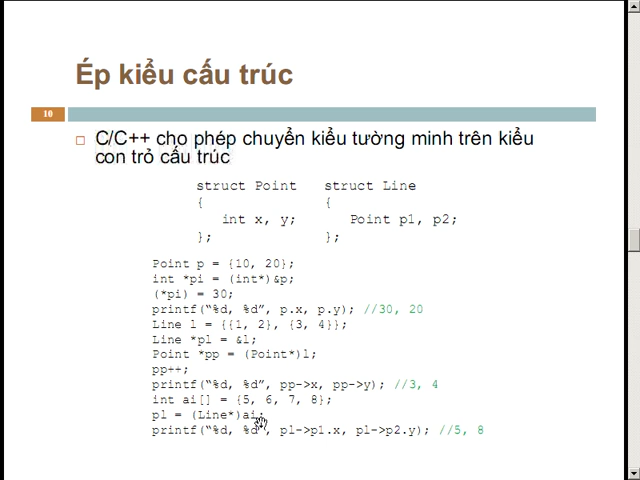 Ép kiểu cấu trúc
10
C/C++ cho phép chuyển kiểu tường minh trên kiểu
con trỏ cấu trúc
struct Point struct Line
{ {
int x, y; Point p1, p2;
}; };
Point p = {10, 20};
int *pi = (int*)&p;
(*pi) = 30;
printf(“%d, %d”, p.x, p.y); //30, 20
Line l = {{1, 2}, {3, 4}};
Line *pl = &l;
Point *pp = (Point*)l;
pp++;
printf(“%d, %d”, pp->x, pp->y); //3, 4
int ai[] = {5, 6, 7, 8};
pl = (Line*)ai;
printf(“%d, %d”, pl->p1.x, pl->p2.y); //5, 8